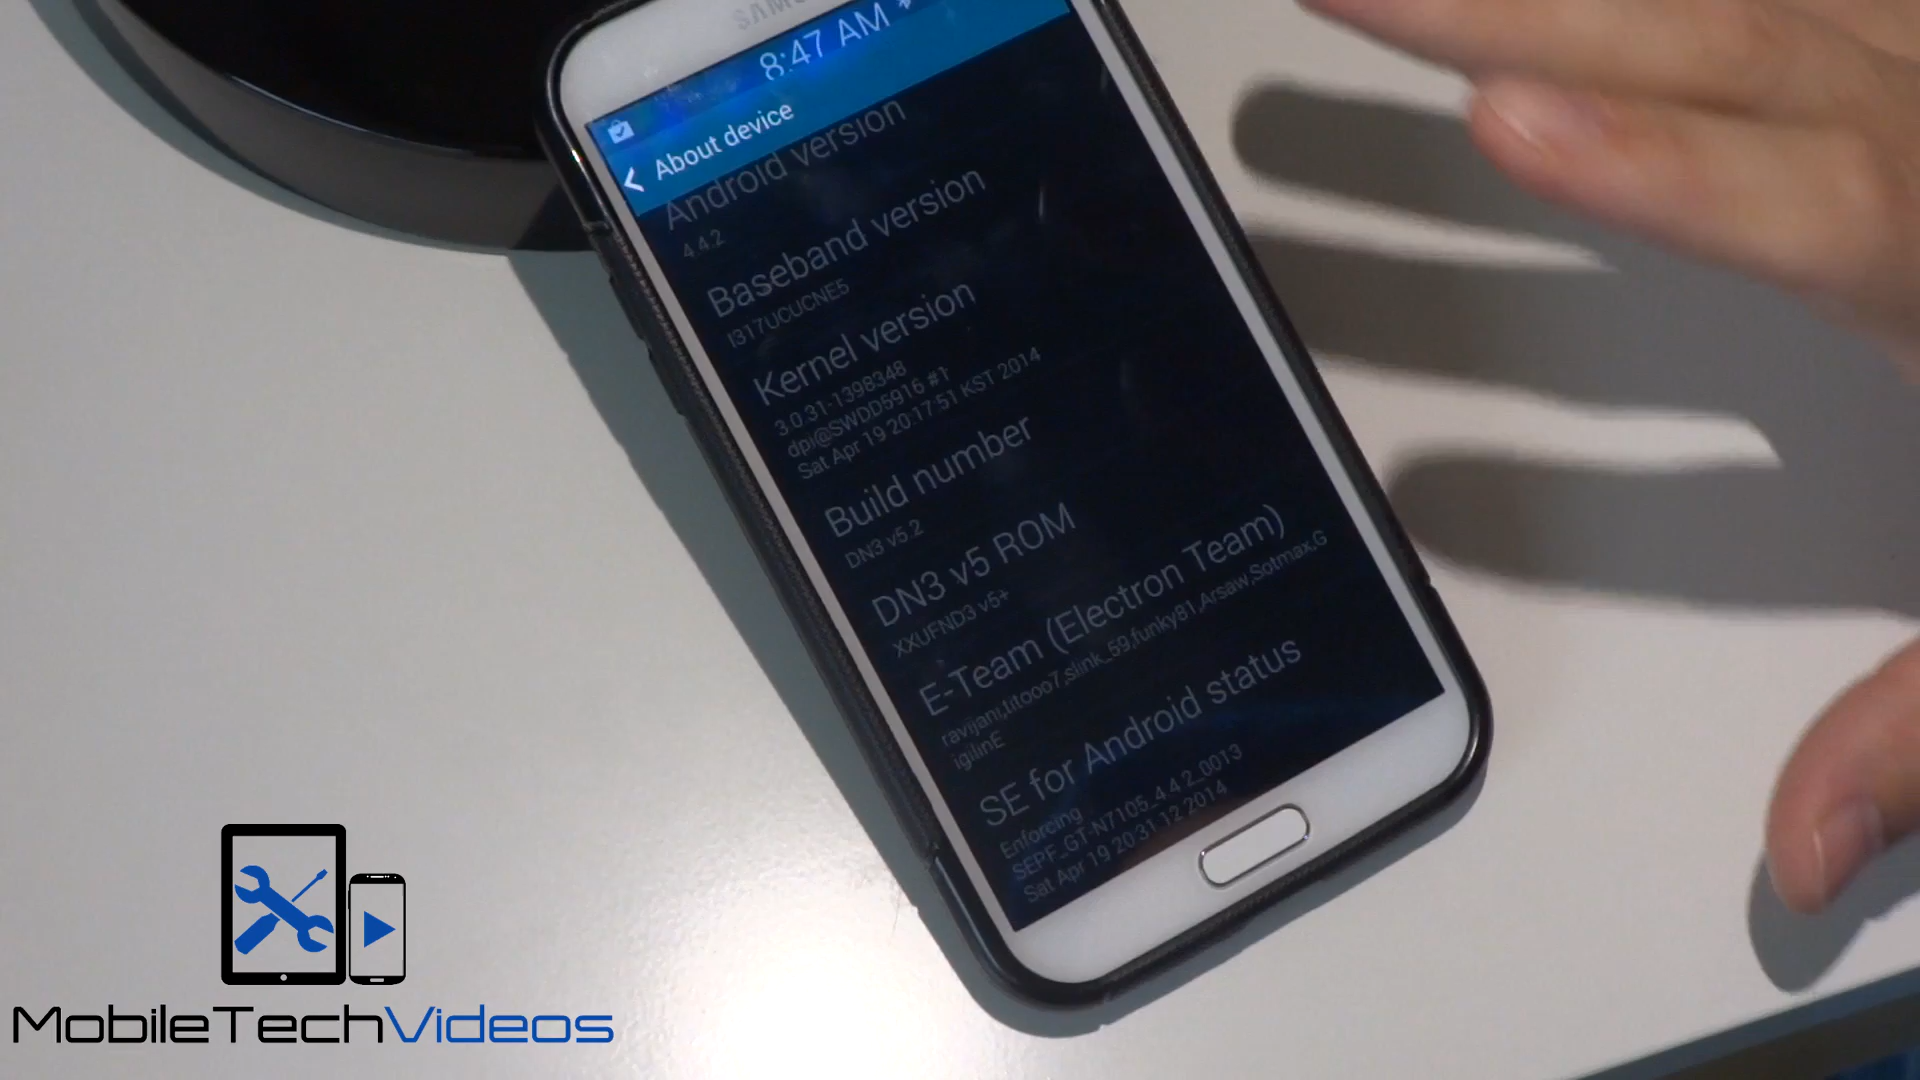 SAMSUNG
8:47 AM
About device
Android version
4.4.2
Baseband version
I317UCUCNE5
Kernel version
3.0.31-1398348
dpi@SWDD5916 #1
Sat Apr 19 20:17:51 KST 2014
Build number
DN3 v5.2
DN3 v5 ROM
XXUFND3 v5+
E-Team (Electron Team)
ravijani,titooo7,slink_59,funky81,Arsaw,Sotmax,G
igilinE
SE for Android status
Enforcing
SEPF_GT-N7105_4.4.2_0013
Sat Apr 19 20:31:12 2014
MobileTechVideos